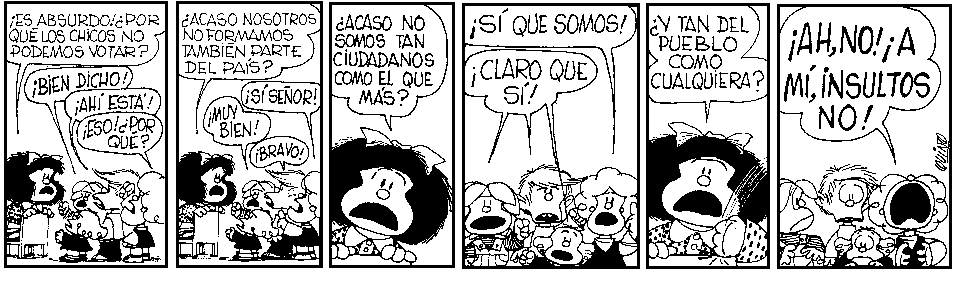 ¡ES ABSURDO!¿POR
QUÉ LOS CHICOS NO
PODEMOS VOTAR?
¡BIEN DICHO!
¡AHÍ ESTÁ!
¡ESO!¿POR
QUÉ?
¿ACASO NOSOTROS
NO FORMAMOS
TAMBIÉN PARTE
DEL PAÍS?
¡SÍ SEÑOR!
¡MUY
BIEN!
¡BRAVO!
¿ACASO NO
SOMOS TAN
CIUDADANOS
COMO EL QUE
MÁS?
¡SÍ QUE SOMOS!
¡CLARO QUE
SÍ!
¿Y TAN DEL
PUEBLO
COMO
CUALQUIERA?
¡AH,NO!¡A
MÍ, INSULTOS
NO!
QUINO